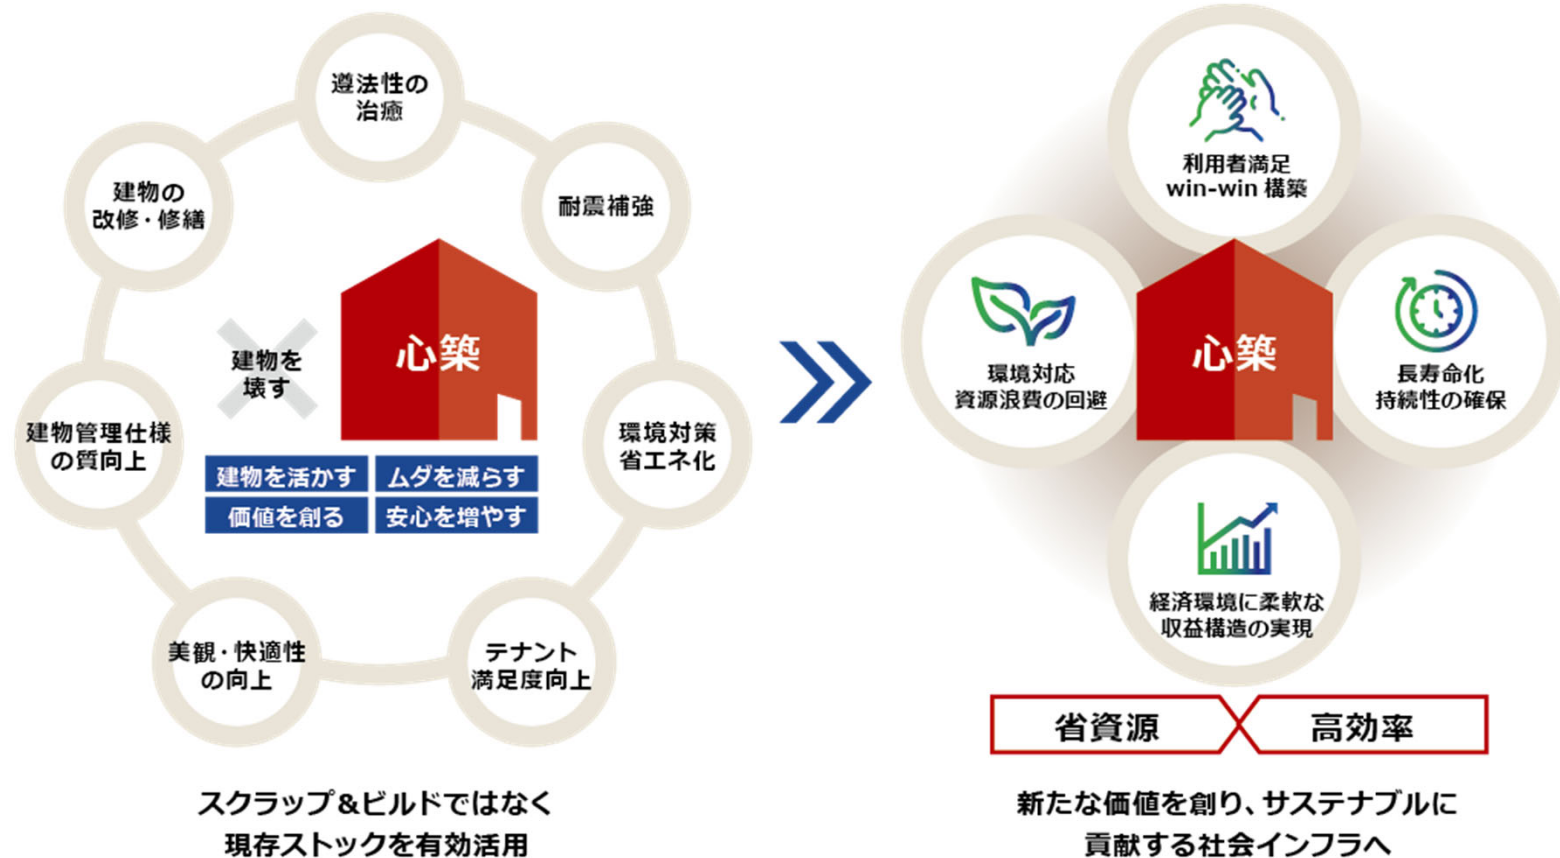 遵法性の
治癒
建物の
改修・修繕
耐震補強
建物を
壊す
心築
建物管理仕様
の質向上
環境対策
省エネ化
建物を活かす
ムダを減らす
価値を創る
安心を増やす
美観・快適性
の向上
テナント
満足度向上
スクラップ&ビルドではなく
現存ストックを有効活用
利用者満足
win-win 構築
環境対応
資源浪費の回避
心築
長寿命化
持続性の確保
経済環境に柔軟な
収益構造の実現
省資源
高効率
新たな価値を創り、サステナブルに
貢献する社会インフラへ